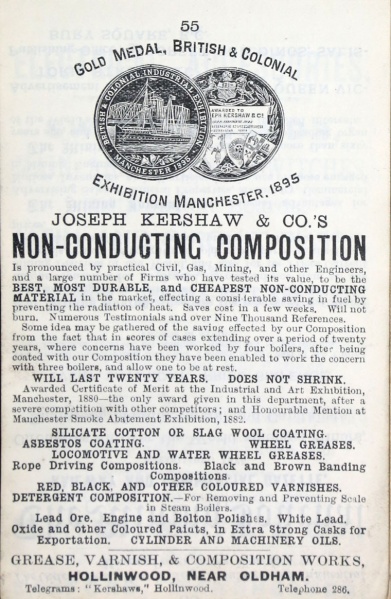 55
GOLD MEDAL, BRITISH & COLONIAL
BRITISH & COLONIAL INDUSTRIAL EXHIBITION
MANCHESTER 1895
AWARDED TO
JOSEPH KERSHAW & CO.
EXHIBITION MANCHESTER, 1895
JOSEPH KERSHAW & CO.'S
NON-CONDUCTING COMPOSITION
Is pronounced by practical Civil, Gas, Mining, and other Engineers,
and a large number of Firms who have tested its value, to be the
BEST, MOST DURABLE, and CHEAPEST NON-CONDUCTING
MATERIAL in the market, effecting a considerable saving in fuel by
preventing the radiation of heat. Saves cost in a few weeks. Will not
burn. Numerous Testimonials and over Nine Thousand References.
Some idea may be gathered of the saving effected by our Composition
from the fact that in scores of cases extending over a period of twenty
years, where concerns have been worked by four boilers, after being
coated with our Composition they have been enabled to work the concern
with three boilers, and allow one to be at rest.
WILL LAST TWENTY YEARS. DOES NOT SHRINK.
Awarded Certificate of Merit at the Industrial and Art Exhibition,
Manchester, 1880—the only award given in this department, after a
severe competition with other competitors; and Honourable Mention at
Manchester Smoke Abatement Exhibition, 1882.
SILICATE COTTON OR SLAG WOOL COATING.
ASBESTOS COATING. WHEEL GREASES.
LOCOMOTIVE AND WATER WHEEL GREASES.
Rope Driving Compositions. Black and Brown Banding
Compositions.
RED, BLACK, AND OTHER COLOURED VARNISHES.
DETERGENT COMPOSITION.—For Removing and Preventing Scale
in Steam Boilers.
Lead Ore, Engine and Bolton Polishes, White Lead.
Oxide and other Coloured Paints, in Extra Strong Casks for
Exportation. CYLINDER AND MACHINERY OILS.
GREASE, VARNISH, & COMPOSITION WORKS,
HOLLINWOOD, NEAR OLDHAM.
Telegrams: "Kershaws," Hollinwood. Telephone 286.